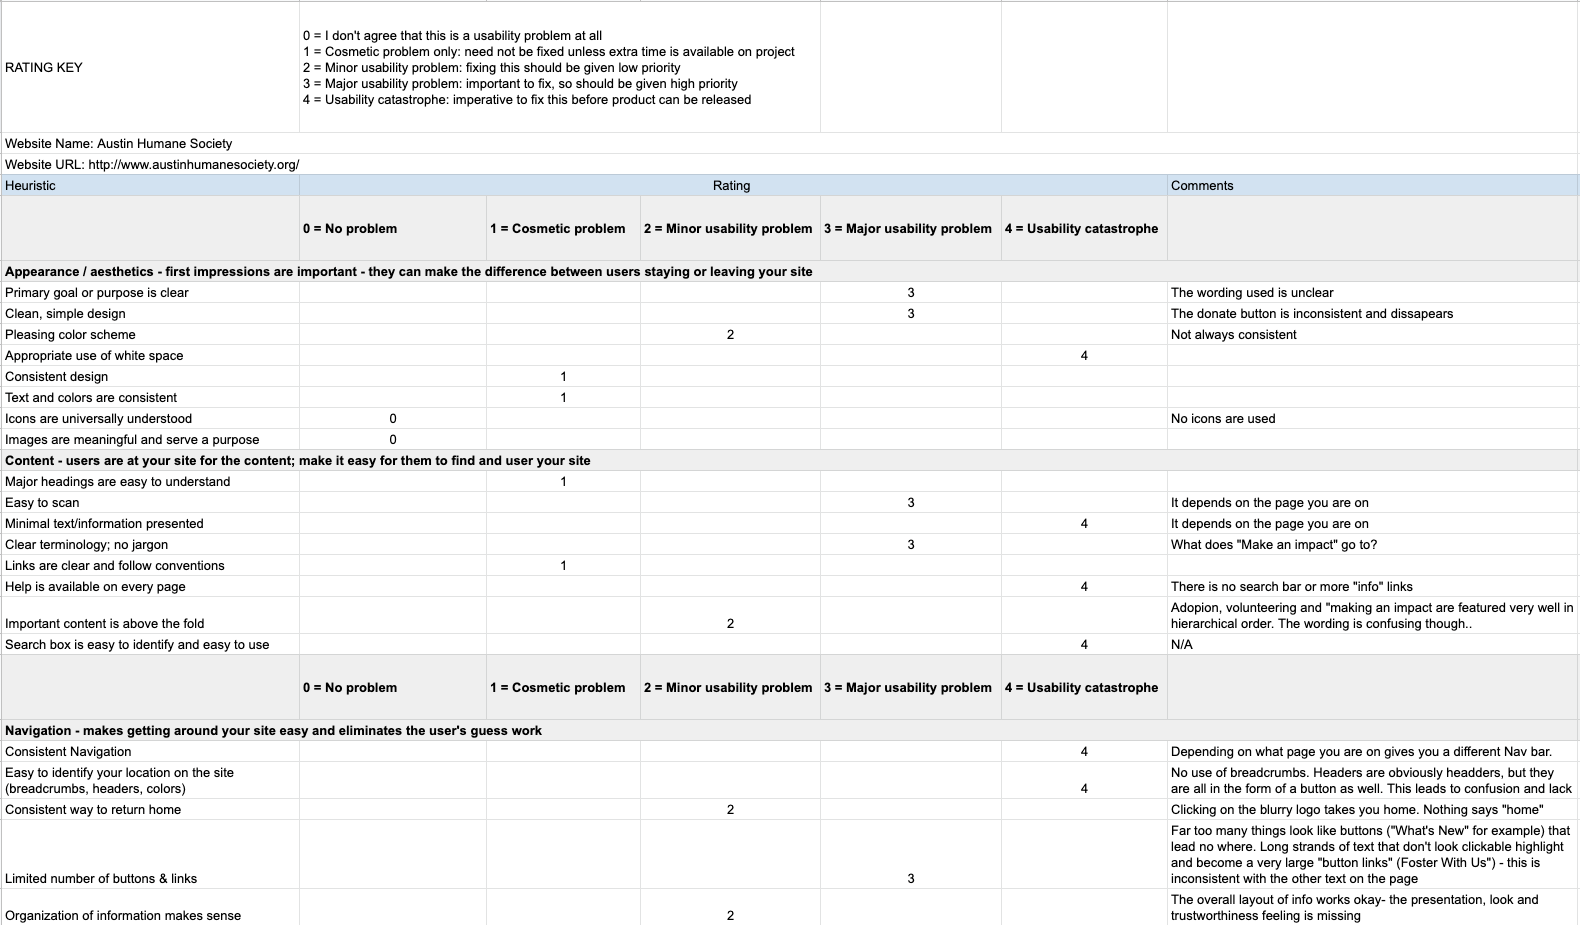 RATING KEY
0 = I don't agree that this is a usability problem at all
1 = Cosmetic problem only: need not be fixed unless extra time is available on project
2 = Minor usability problem: fixing this should be given low priority
3 = Major usability problem: important to fix, so should be given high priority
4 = Usability catastrophe: imperative to fix this before product can be released
Website Name: Austin Humane Society
Website URL: http://www.austinhumanesociety.org/
Heuristic Rating Comments
0 = No problem 1 = Cosmetic problem 2 = Minor usability problem 3 = Major usability problem 4 = Usability catastrophe
Appearance / aesthetics - first impressions are important - they can make the difference between users staying or leaving your site
Primary goal or purpose is clear 3 The wording used is unclear
Clean, simple design 3 The donate button is inconsistent and dissapears
Pleasing color scheme 2 Not always consistent
Appropriate use of white space 4
Consistent design 1
Text and colors are consistent 1
Icons are universally understood 0 No icons are used
Images are meaningful and serve a purpose 0
Content - users are at your site for the content; make it easy for them to find and user your site
Major headings are easy to understand 1
Easy to scan 3 It depends on the page you are on
Minimal text/information presented 4 It depends on the page you are on
Clear terminology; no jargon 3 What does "Make an impact" go to?
Links are clear and follow conventions 1
Help is available on every page 4 There is no search bar or more "info" links
Important content is above the fold 2 Adopion, volunteering and "making an impact are featured very well in
hierarchical order. The wording is confusing though..
Search box is easy to identify and easy to use 4 N/A
0 = No problem 1 = Cosmetic problem 2 = Minor usability problem 3 = Major usability problem 4 = Usability catastrophe
Navigation - makes getting around your site easy and eliminates the user's guess work
Consistent Navigation 4 Depending on what page you are on gives you a different Nav bar.
Easy to identify your location on the site
(breadcrumbs, headers, colors) 4 No use of breadcrumbs. Headers are obviously headders, but they
are all in the form of a button as well. This leads to confusion and lack
Consistent way to return home 2 Clicking on the blurry logo takes you home. Nothing says "home"
Limited number of buttons & links 3 Far too many things look like buttons ("What's New" for example) that
lead no where. Long strands of text that don't look clickable highlight
and become a very large "button links" (Foster With Us") - this is
inconsistent with the other text on the page
Organization of information makes sense 2 The overall layout of info works okay- the presentation, look and
trustworthiness feeling is missing